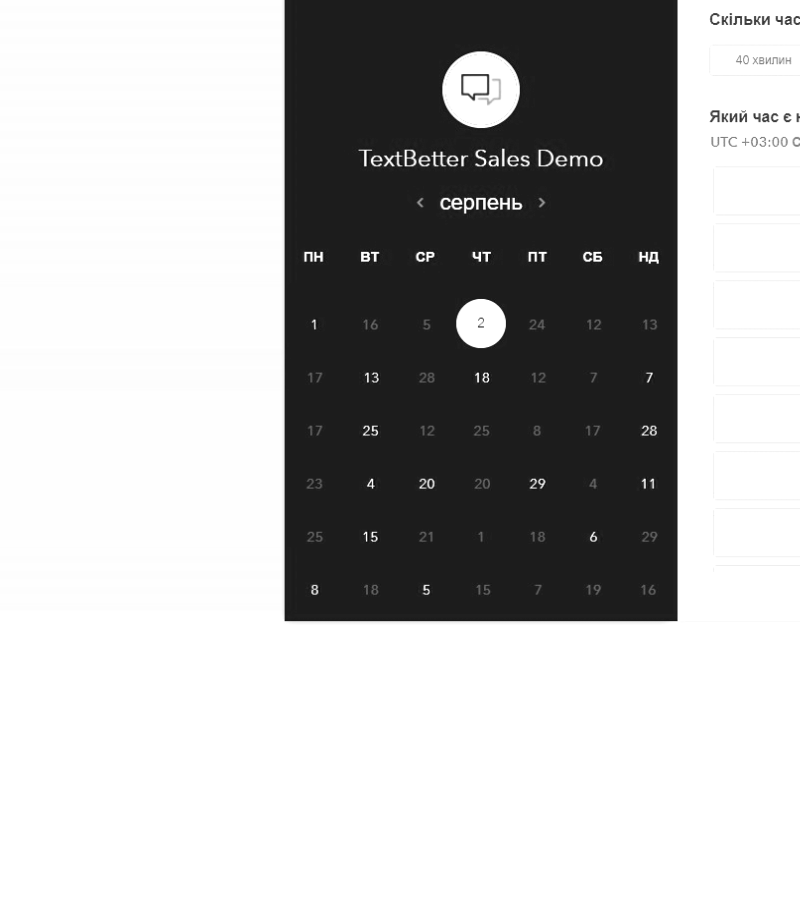 Скільки час
40 хвилин
Який час є н
UTC +03:00 О
TextBetter Sales Demo
серпень
ПН ВТ СР ЧТ ПТ СБ НД
1 16 5 2 24 12 13
17 13 28 18 12 7 7
17 25 12 25 8 17 28
23 4 20 20 29 4 11
25 15 21 1 18 6 29
8 18 5 15 7 19 16